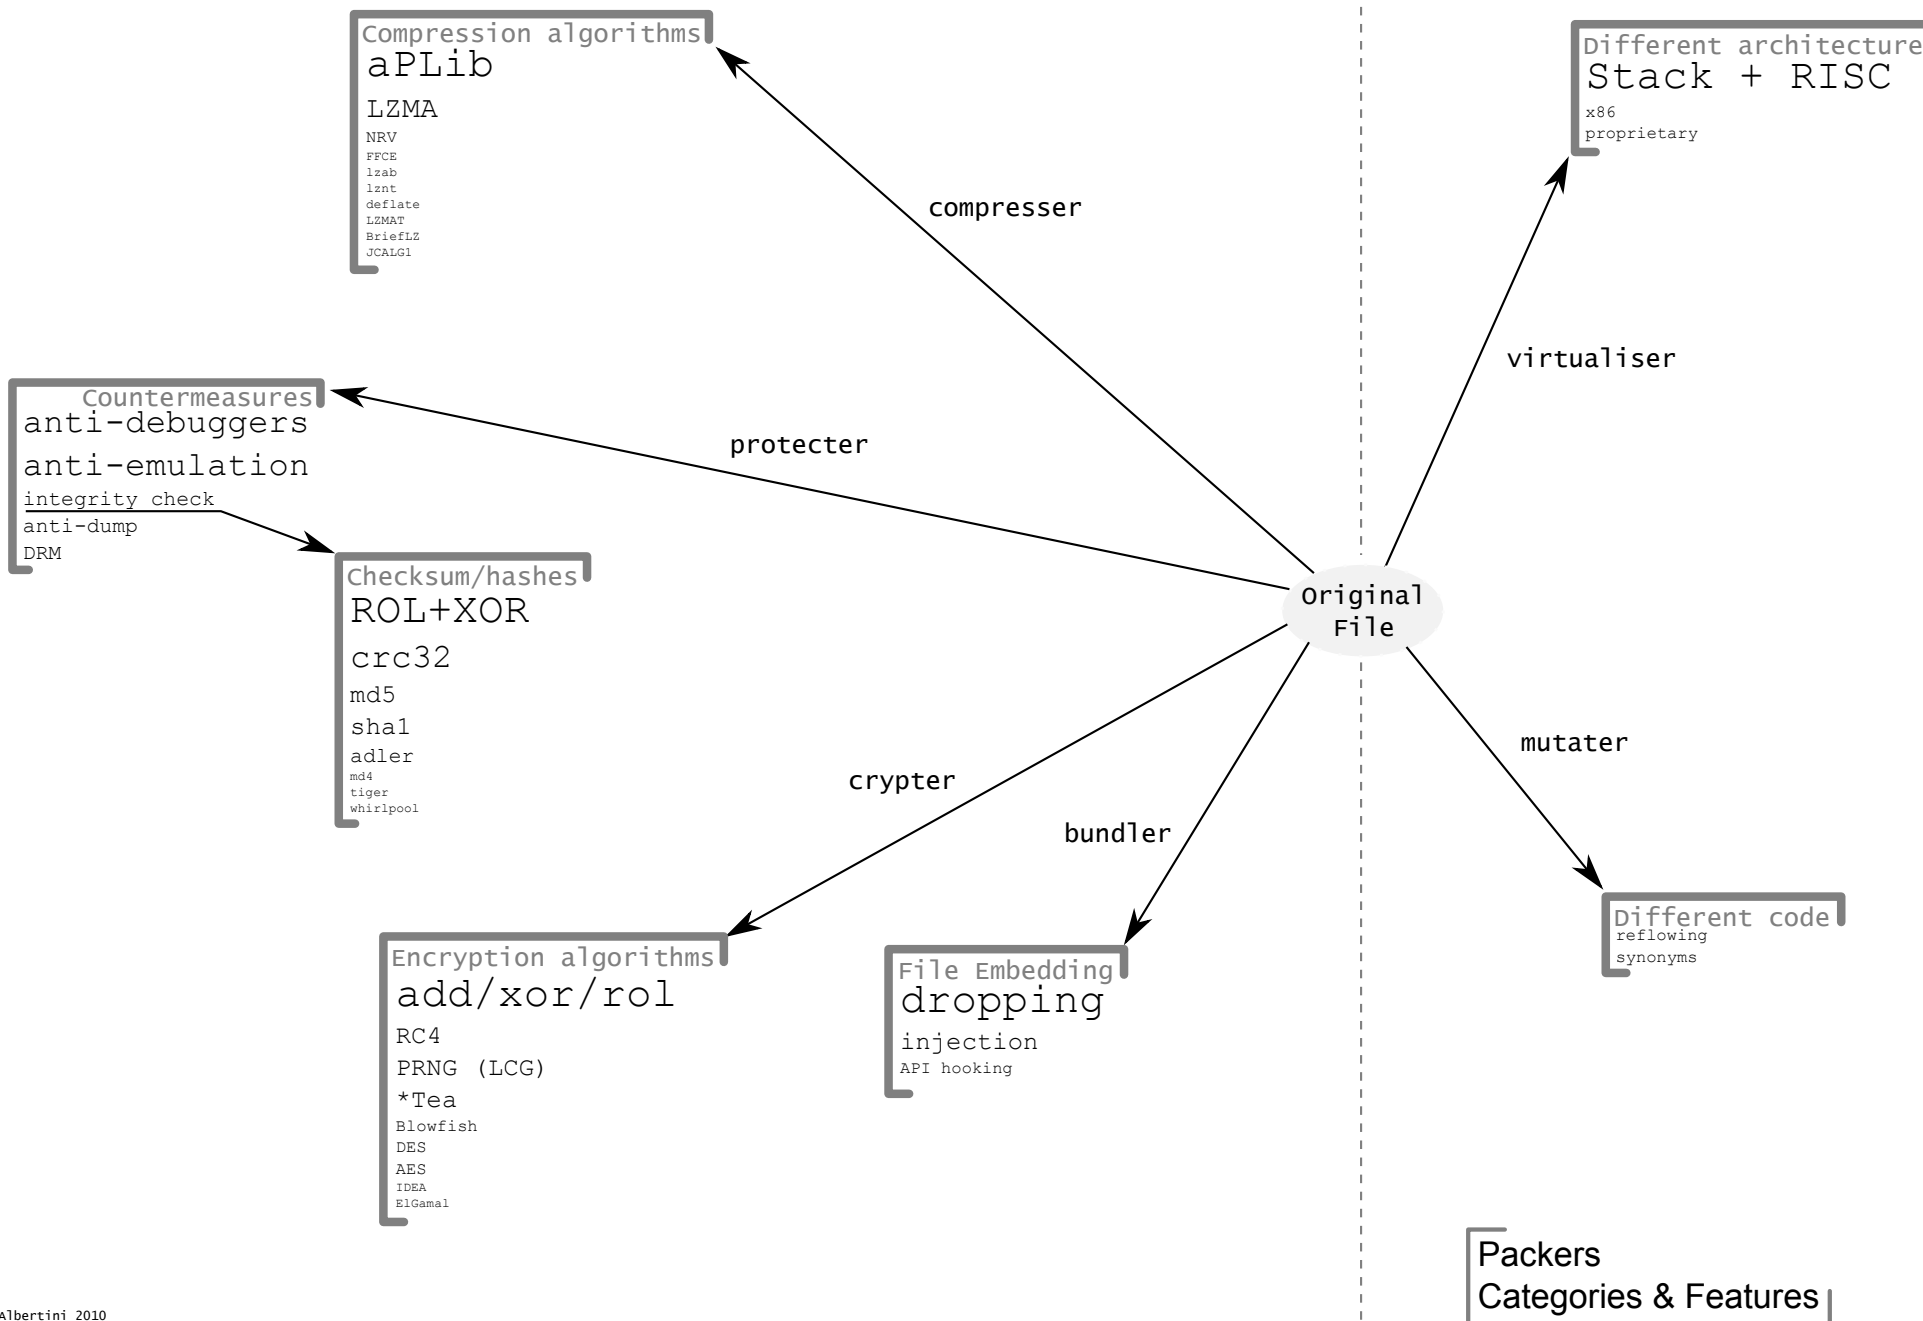 Compression algorithms
aPLib
LZMA
NRV
FFCE
lzab
lznt
deflate
LZMAT
BriefLZ
JCALG1
compresser
Different architecture
Stack + RISC
x86
proprietary
virtualiser
Countermeasures
anti-debuggers
anti-emulation
integrity check
anti-dump
DRM
protecter
Checksum/hashes
ROL+XOR
crc32
md5
sha1
adler
md4
tiger
whirlpool
Original
File
crypter
bundler
mutater
Encryption algorithms
add/xor/rol
RC4
PRNG (LCG)
*Tea
Blowfish
DES
AES
IDEA
ElGamal
File Embedding
dropping
injection
API hooking
Different code
reflowing
synonyms
Packers
Categories & Features
Albertini 2010